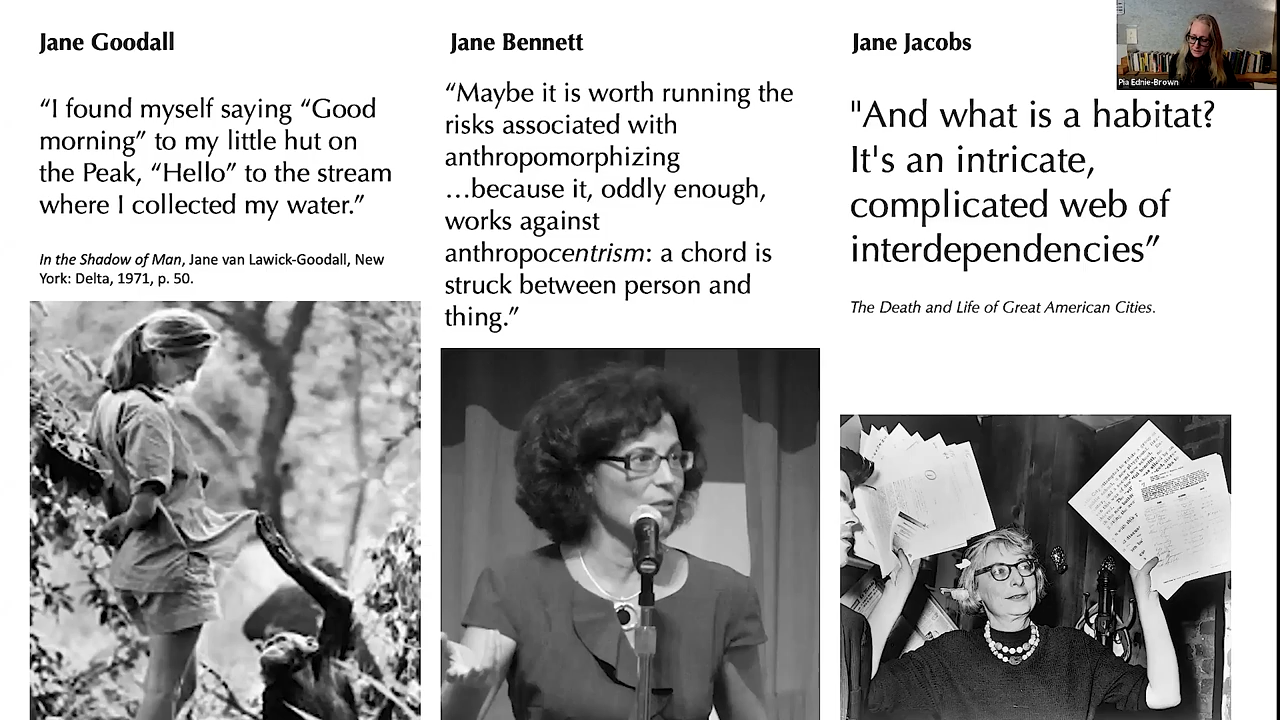 Jane Goodall
“I found myself saying “Good
morning” to my little hut on
the Peak, “Hello” to the stream
where I collected my water.”
In the Shadow of Man, Jane van Lawick-Goodall, New
York: Delta, 1971, p. 50.
Jane Bennett
“Maybe it is worth running the
risks associated with
anthropomorphizing
…because it, oddly enough,
works against
anthropocentrism: a chord is
struck between person and
thing.”
Jane Jacobs
"And what is a habitat?
It's an intricate,
complicated web of
interdependencies”
The Death and Life of Great American Cities.
Pia Ednie-Brown